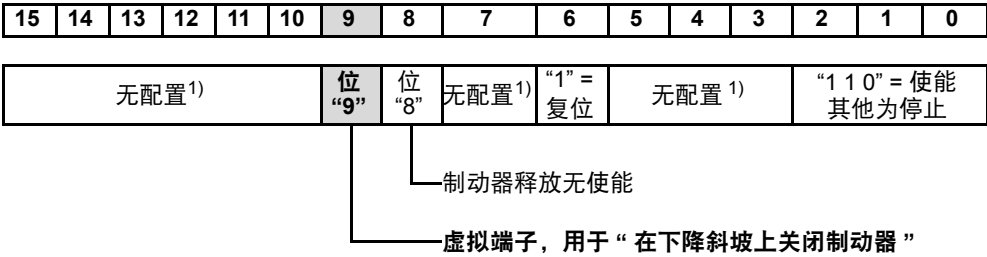 15 14 13 12 11 10 9 8 7 6 5 4 3 2 1 0
无配置1) 位 “9” 位 “8” 无配置1) “1” = 复位 无配置 1) “1 1 0” = 使能 其他为停止
制动器释放无使能
虚拟端子，用于 “ 在下降斜坡上关闭制动器 ”